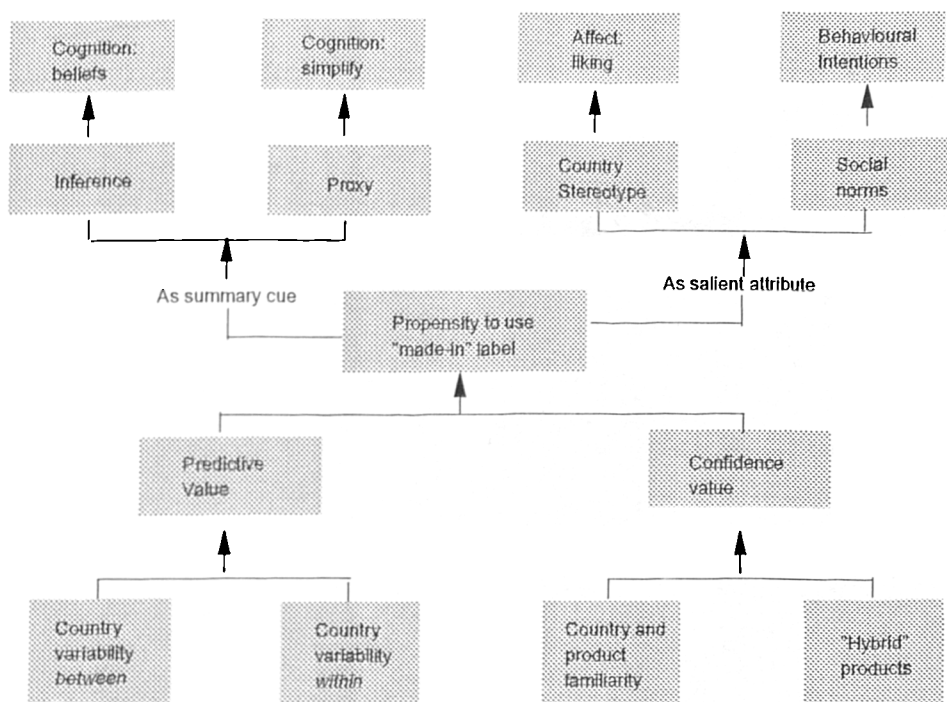 Cognition:
beliefs
Cognition:
simplify
Affect:
liking
Behavioural
Intentions
Inference
Proxy
Country
Stereotype
Social
norms
As summary cue
As salient attribute
Propensity to use
"made-in" label
Predictive
Value
Confidence
value
Country
variability
between
Country
variability
within
Country and
product
familiarity
"Hybrid"
products